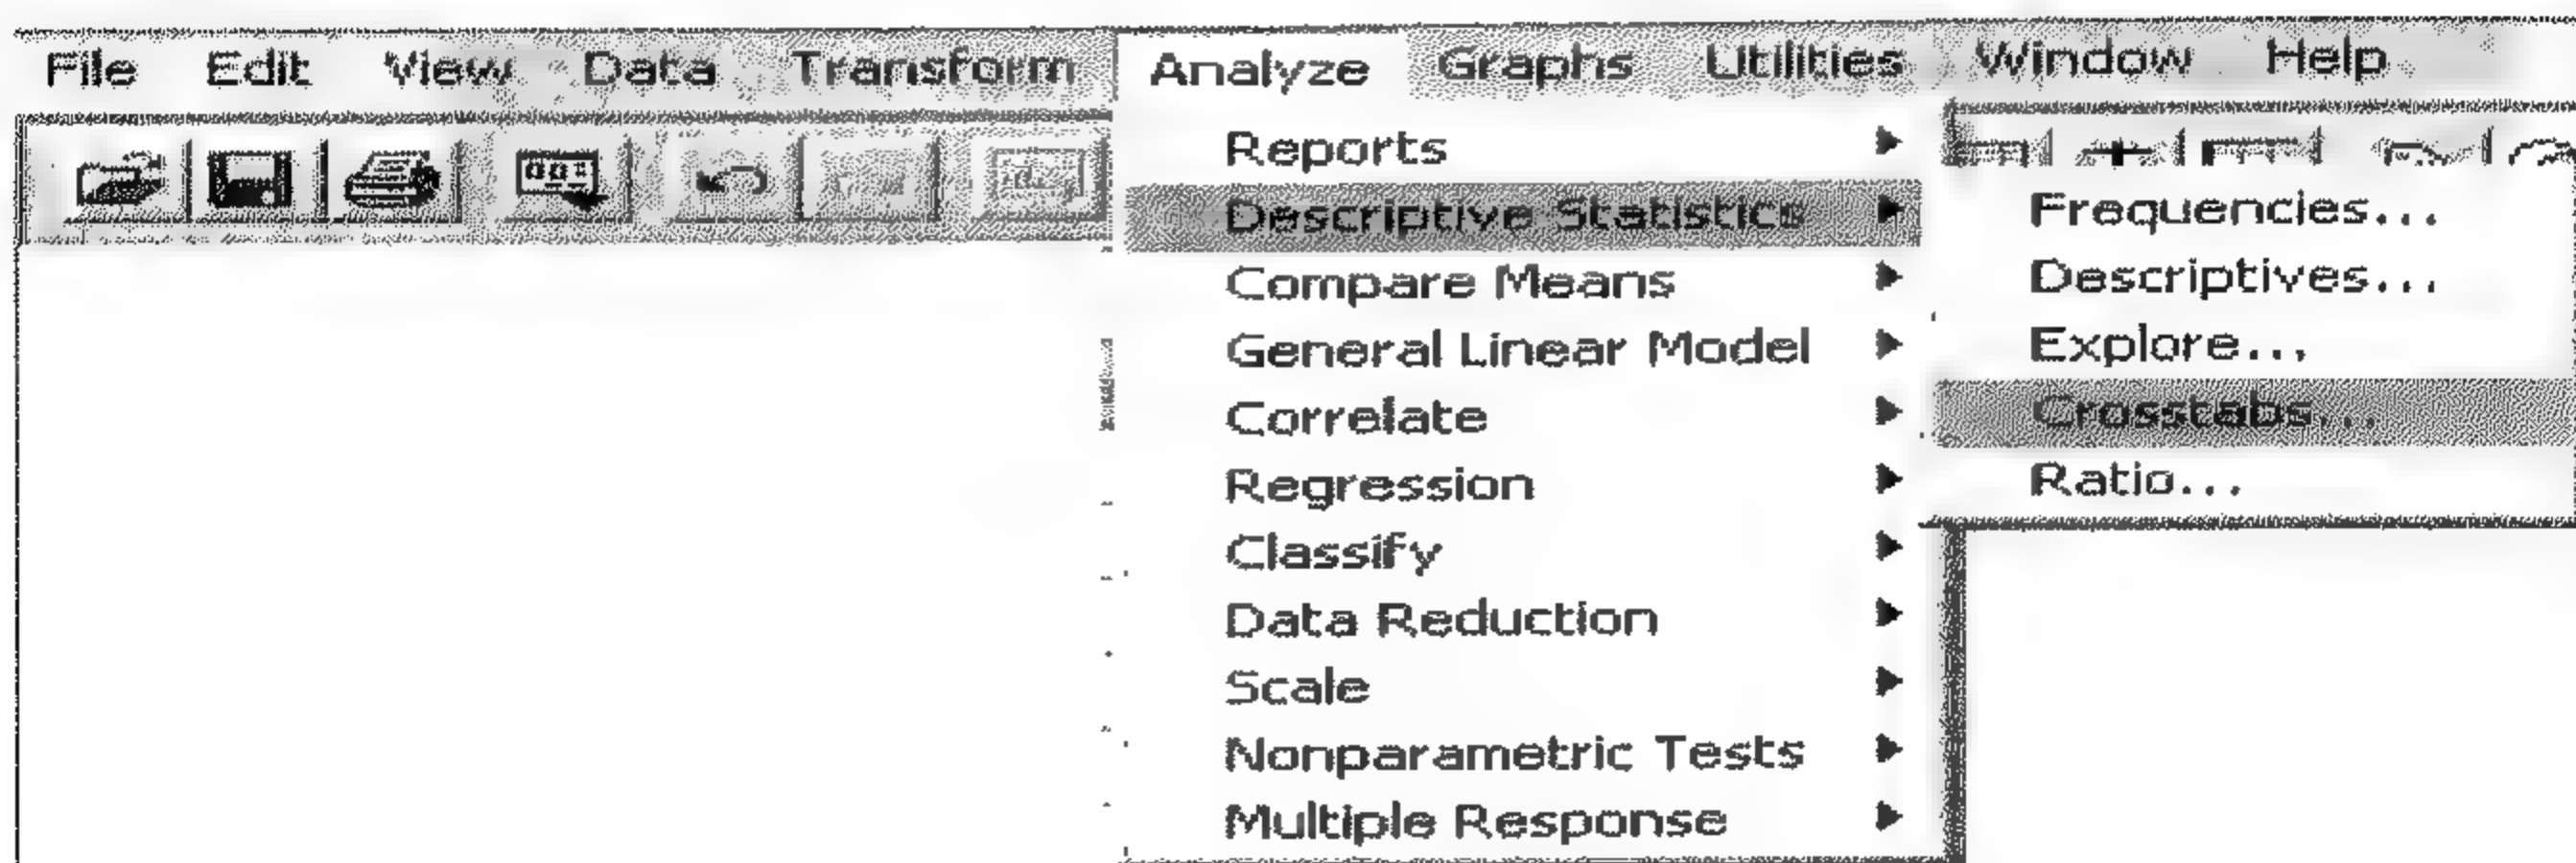 File Edit View Data Transform Analyze Graphs Utilities Window Help
Reports
Descriptive Statistics
Compare Means
General Linear Model
Correlate
Regression
Classify
Data Reduction
Scale
Nonparametric Tests
Multiple Response
Frequencies...
Descriptives...
Explore...
Crosstabs...
Ratio...